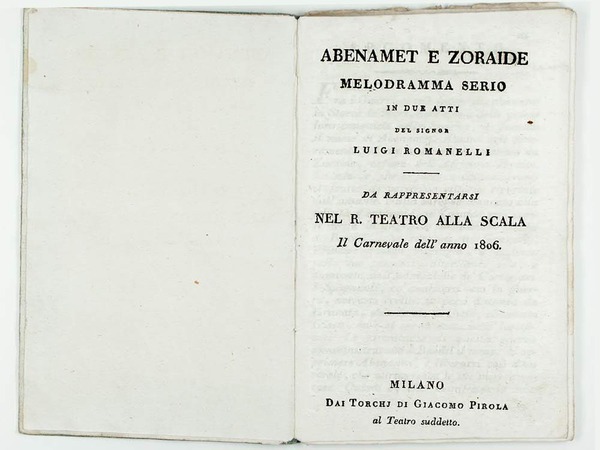 ABENAMET E ZORAIDE
MELODRAMMA SERIO
IN DUE ATTI
DEL SIGNOR
LUIGI ROMANELLI
DA RAPPRESENTARSI
NEL R. TEATRO ALLA SCALA
Il Carnevale dell' anno 1806.
MILANO
DAI TORCHJ DI GIACOMO PIROLA
al Teatro suddetto.